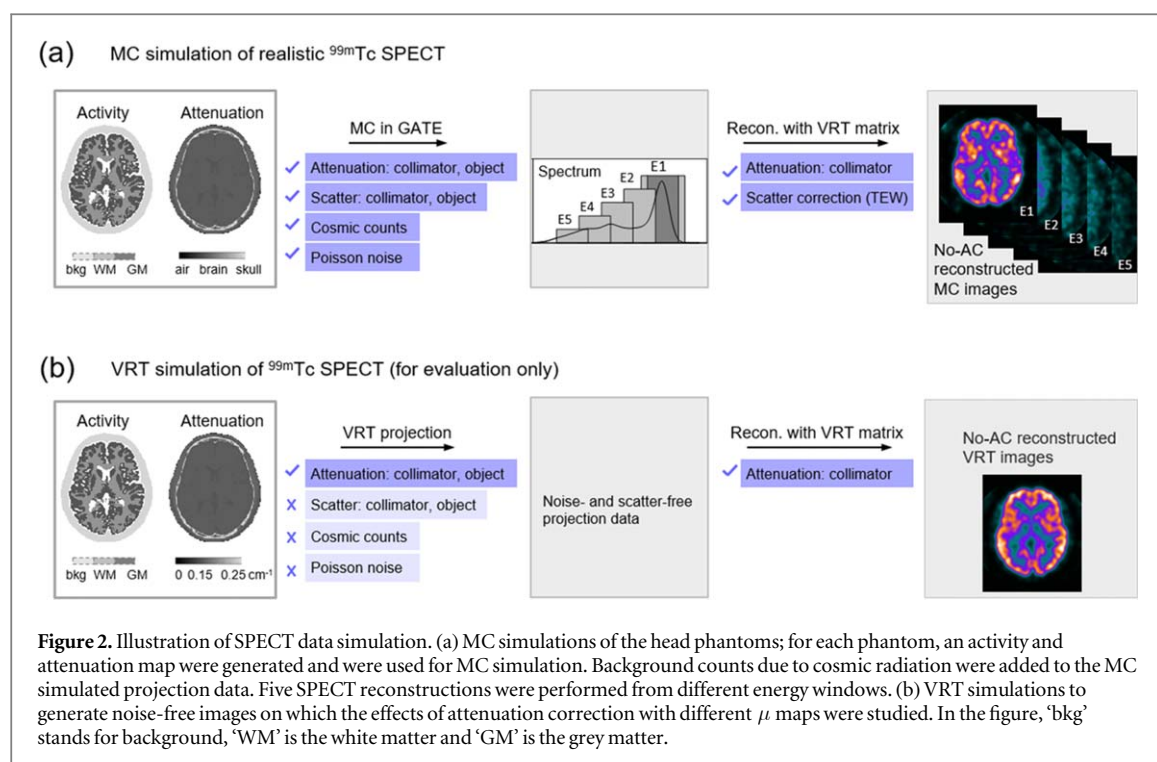 (a) MC simulation of realistic ⁹⁹ᵐTc SPECT
Activity Attenuation
bkg WM GM
air brain skull
MC in GATE
✓ Attenuation: collimator, object
✓ Scatter: collimator, object
✓ Cosmic counts
✓ Poisson noise
Spectrum
E5 E4 E3 E2 E1
Recon. with VRT matrix
✓ Attenuation: collimator
✓ Scatter correction (TEW)
E1
E2
E3
E4
E5
No-AC
reconstructed
MC images
(b) VRT simulation of ⁹⁹ᵐTc SPECT (for evaluation only)
Activity Attenuation
bkg WM GM
0 0.15 0.25 cm⁻¹
VRT projection
✓ Attenuation: collimator, object
x Scatter: collimator, object
x Cosmic counts
x Poisson noise
Noise- and scatter-free
projection data
Recon. with VRT matrix
✓ Attenuation: collimator
No-AC reconstructed
VRT images
Figure 2. Illustration of SPECT data simulation. (a) MC simulations of the head phantoms; for each phantom, an activity and
attenuation map were generated and were used for MC simulation. Background counts due to cosmic radiation were added to the MC
simulated projection data. Five SPECT reconstructions were performed from different energy windows. (b) VRT simulations to
generate noise-free images on which the effects of attenuation correction with different μ maps were studied. In the figure, ‘bkg’
stands for background, ‘WM’ is the white matter and ‘GM’ is the grey matter.